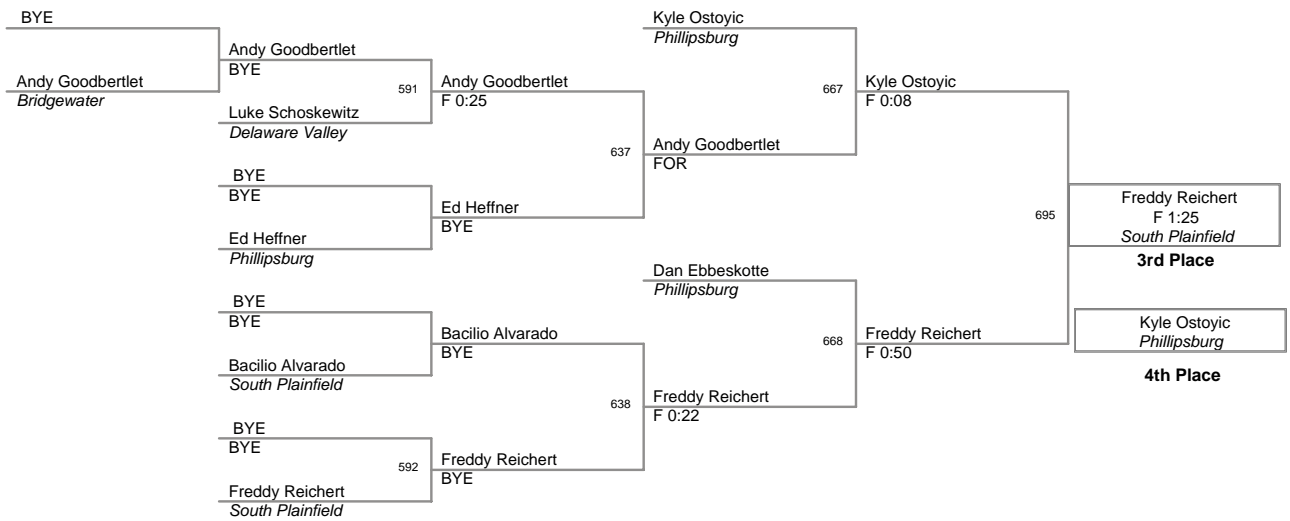 BYE
Andy Goodbertlet
Bridgewater
Andy Goodbertlet
BYE
591
Luke Schoskewitz
Delaware Valley
BYE
BYE
Ed Heffner
Phillipsburg
BYE
BYE
Bacilio Alvarado
South Plainfield
BYE
BYE
592
Freddy Reichert
South Plainfield
Andy Goodbertlet
F 0:25
637
Ed Heffner
BYE
Bacilio Alvarado
BYE
638
Freddy Reichert
BYE
Kyle Ostoyic
Phillipsburg
667
Andy Goodbertlet
FOR
Dan Ebbeskotte
Phillipsburg
668
Freddy Reichert
F 0:22
Kyle Ostoyic
F 0:08
695
Freddy Reichert
F 0:50
Freddy Reichert
F 1:25
South Plainfield
3rd Place
Kyle Ostoyic
Phillipsburg
4th Place